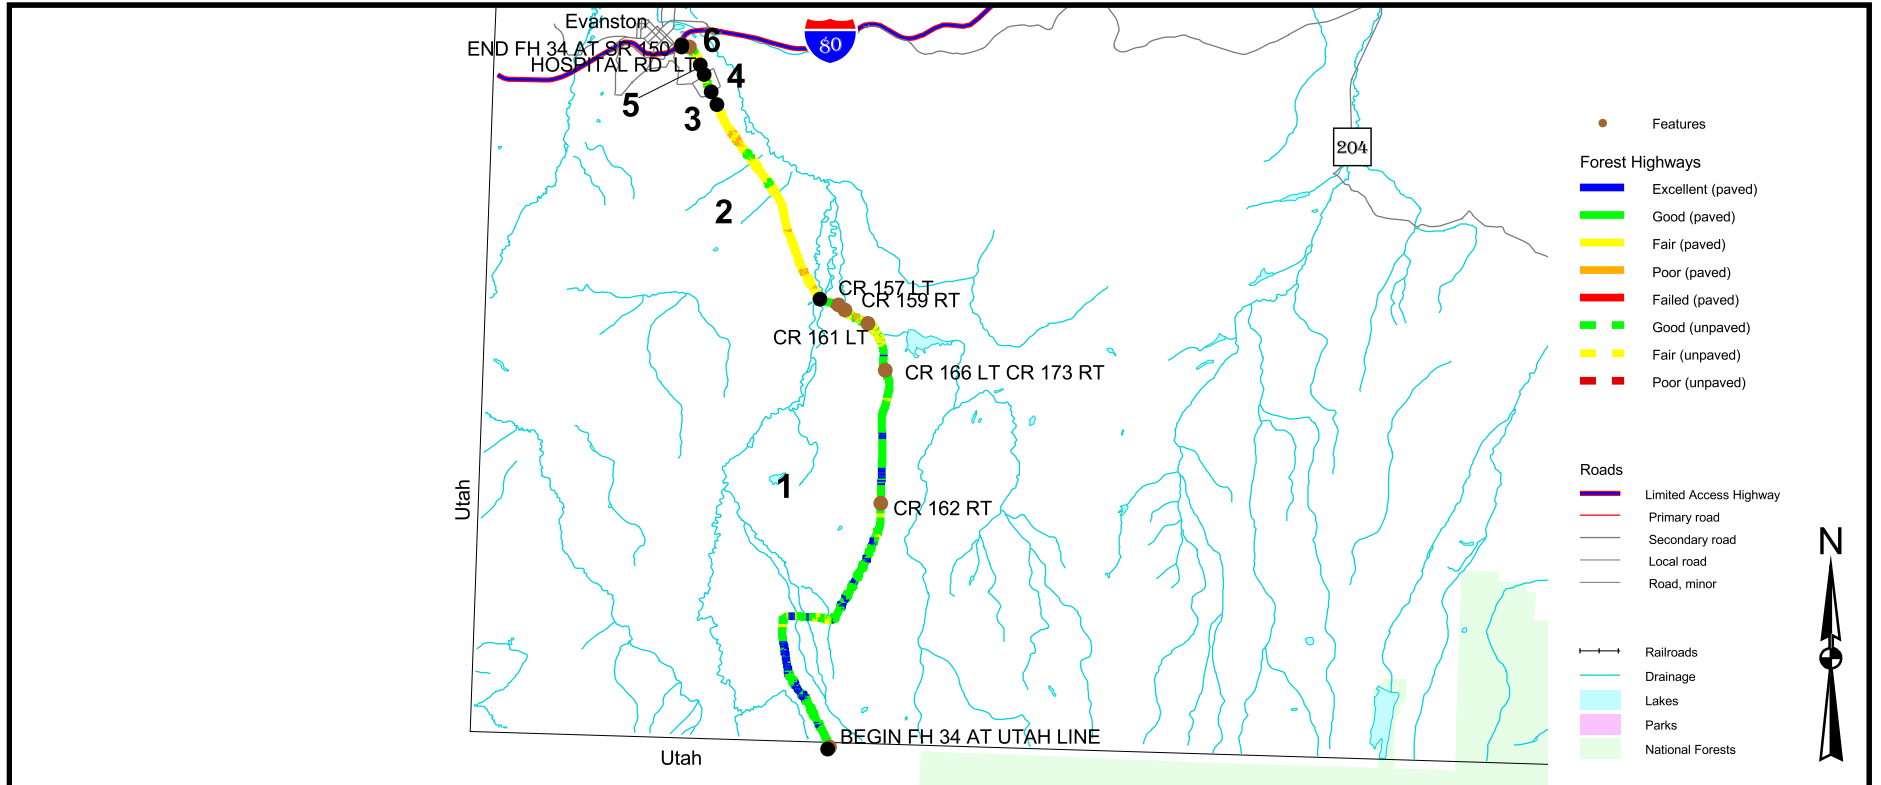 Evanston
80
END FH 34 AT SR 150
6
HOSPITAL RD LT
4
5
3
204
2
CR 157 LT
CR 159 RT
CR 161 LT
CR 166 LT CR 173 RT
1
Utah
CR 162 RT
BEGIN FH 34 AT UTAH LINE
Utah
Features
Forest Highways
Excellent (paved)
Good (paved)
Fair (paved)
Poor (paved)
Failed (paved)
Good (unpaved)
Fair (unpaved)
Poor (unpaved)
Roads
Limited Access Highway
Primary road
Secondary road
Local road
Road, minor
Railroads
Drainage
Lakes
Parks
National Forests
N